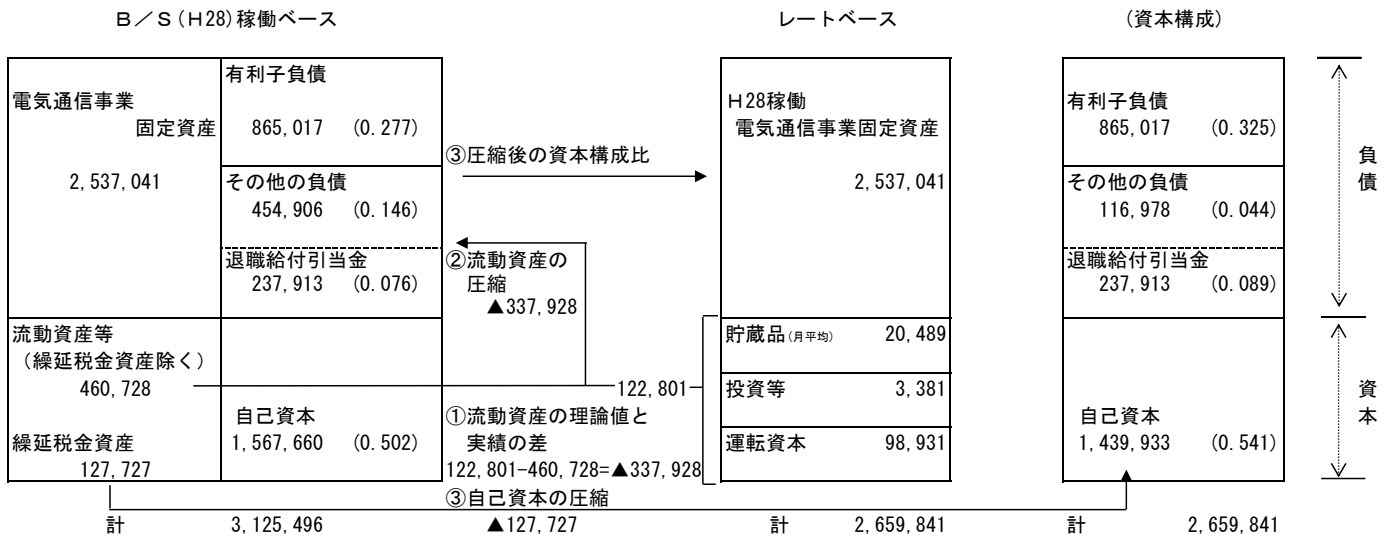 Ｂ／Ｓ(Ｈ28)稼働ベース
レートベース
(資本構成)
電気通信事業
固定資産
2,537,041
有利子負債
865,017 (0.277)
その他の負債
454,906 (0.146)
退職給付引当金
237,913 (0.076)
流動資産等
（繰延税金資産除く）
460,728
繰延税金資産
127,727
自己資本
1,567,660 (0.502)
計 3,125,496
③圧縮後の資本構成比
②流動資産の
圧縮
▲337,928
122,801
①流動資産の理論値と
実績の差
122,801-460,728=▲337,928
③自己資本の圧縮
▲127,727
Ｈ28稼働
電気通信事業固定資産
2,537,041
貯蔵品(月平均) 20,489
投資等 3,381
運転資本 98,931
計 2,659,841
有利子負債
865,017 (0.325)
その他の負債
116,978 (0.044)
退職給付引当金
237,913 (0.089)
自己資本
1,439,933 (0.541)
計 2,659,841
負債
資本